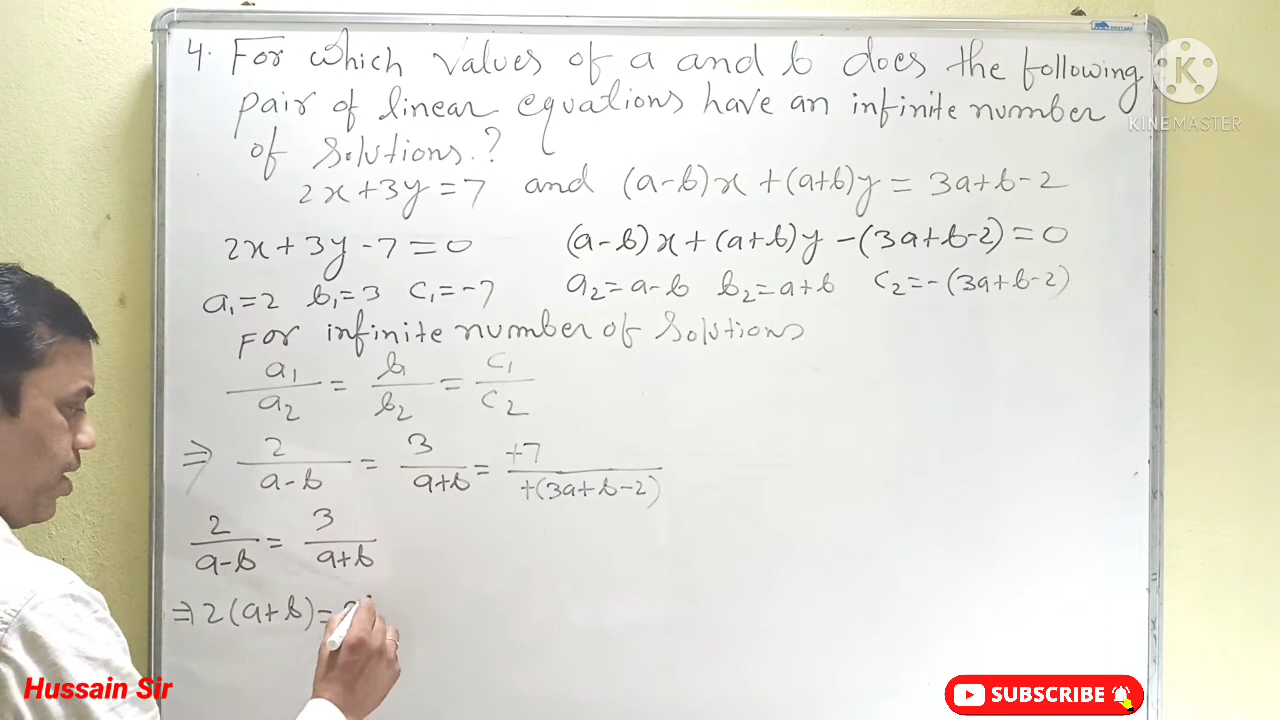 4. For which values of a and b does the following
pair of linear equations have an infinite number
of solutions.?
2x+3y=7 and (a-b)x+(a+b)y=3a+b-2
2x+3y-7=0 (a-b)x+(a+b)y-(3a+b-2)=0
a₁=2 b₁=3 c₁=-7 a₂=a-b b₂=a+b c₂=-(3a+b-2)
For infinite number of solutions
a₁/a₂ = b₁/b₂ = c₁/c₂
⇒ 2/(a-b) = 3/(a+b) = +7/+(3a+b-2)
2/(a-b) = 3/(a+b)
⇒ 2(a+b)=
K
KINEMASTER
Hussain Sir
SUBSCRIBE